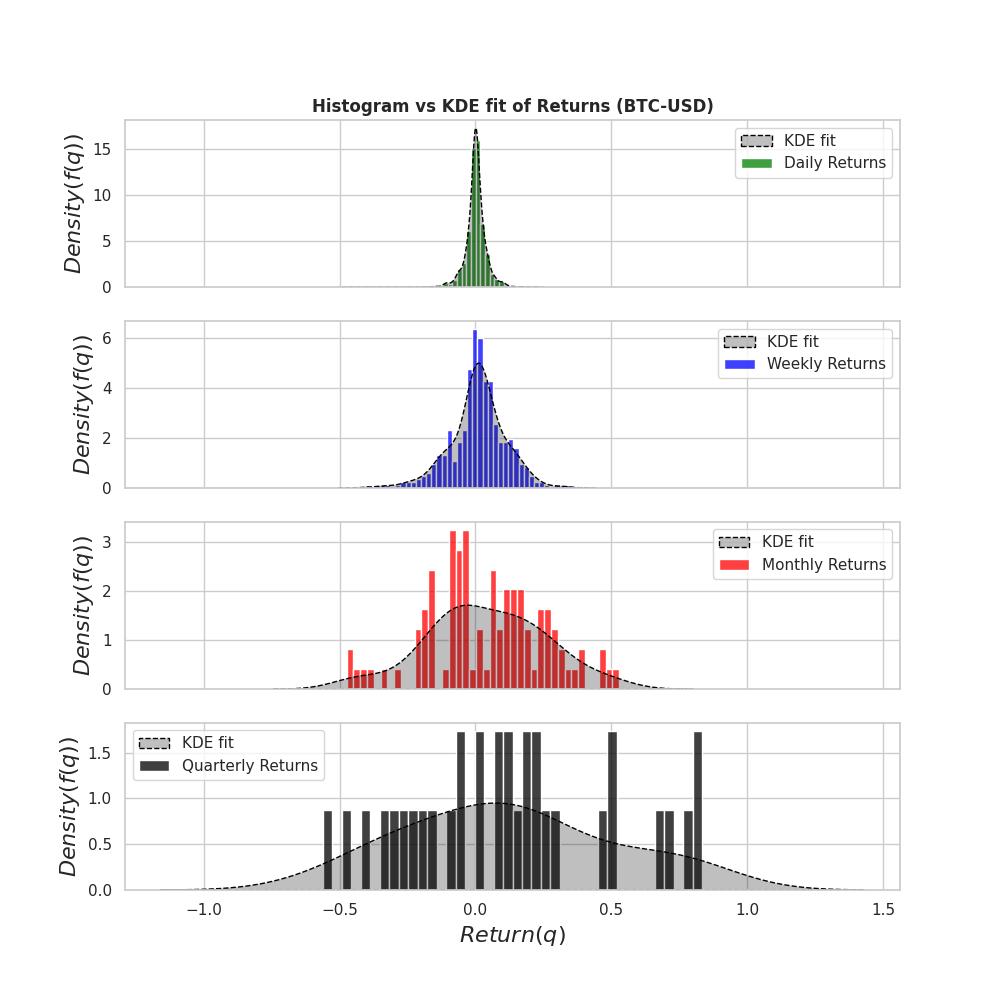 Histogram vs KDE fit of Returns (BTC-USD)
Density(f(q))
15
10
5
0
KDE fit
Daily Returns
Density(f(q))
6
4
2
0
KDE fit
Weekly Returns
Density(f(q))
3
2
1
0
KDE fit
Monthly Returns
Density(f(q))
1.5
1.0
0.5
0.0
KDE fit
Quarterly Returns
−1.0 −0.5 0.0 0.5 1.0 1.5
Return(q)